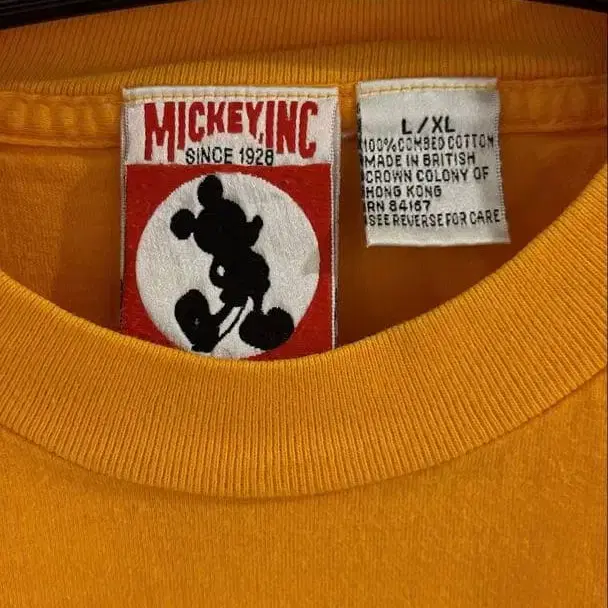 MICKEY, INC
SINCE 1928
L/XL
100% COMBED COTTON
MADE IN BRITISH
CROWN COLONY OF
HONG KONG
RN 84167
SEE REVERSE FOR CARE